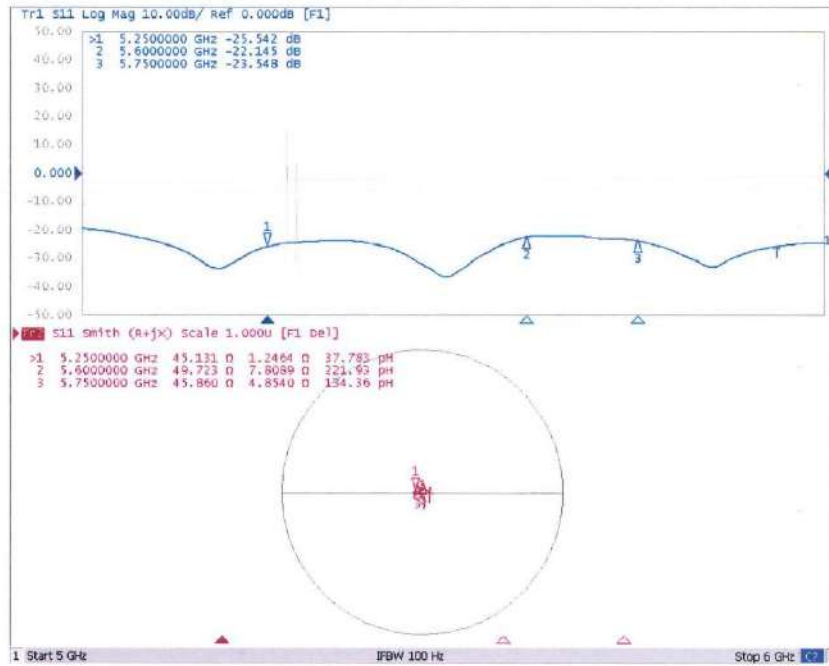 Tr1 S11 Log Mag 10.00dB/ Ref 0.000dB [F1]
50.00
>1 5.2500000 GHz -25.542 dB
2 5.6000000 GHz -22.145 dB
3 5.7500000 GHz -23.548 dB
40.00
30.00
20.00
10.00
0.000
-10.00
-20.00
-30.00
-40.00
-50.00
1
2
3
1
S11 Smith (R+jX) Scale 1.000U [F1 Del]
>1 5.2500000 GHz 45.131 Ω 1.2464 Ω 37.783 pH
2 5.6000000 GHz 49.723 Ω 7.8089 Ω 221.93 pH
3 5.7500000 GHz 45.860 Ω 4.8540 Ω 134.36 pH
1
1 Start 5 GHz IFBW 100 Hz Stop 6 GHz